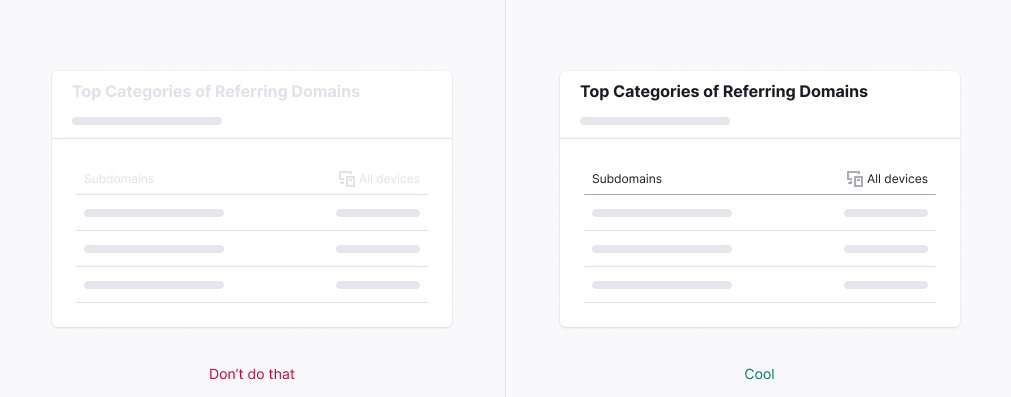 Top Categories of Referring Domains
Subdomains
All devices
Don't do that
Top Categories of Referring Domains
Subdomains
All devices
Cool